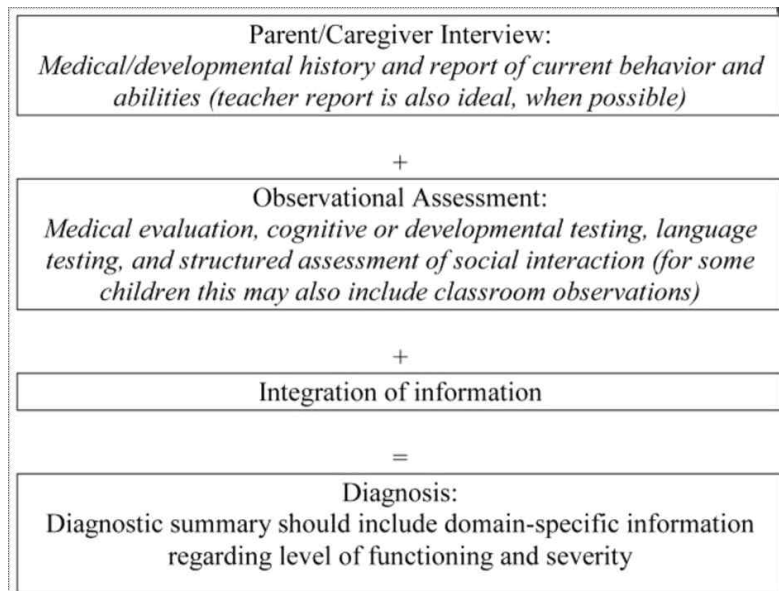 Parent/Caregiver Interview:
Medical/developmental history and report of current behavior and
abilities (teacher report is also ideal, when possible)
+
Observational Assessment:
Medical evaluation, cognitive or developmental testing, language
testing, and structured assessment of social interaction (for some
children this may also include classroom observations)
+
Integration of information
=
Diagnosis:
Diagnostic summary should include domain-specific information
regarding level of functioning and severity